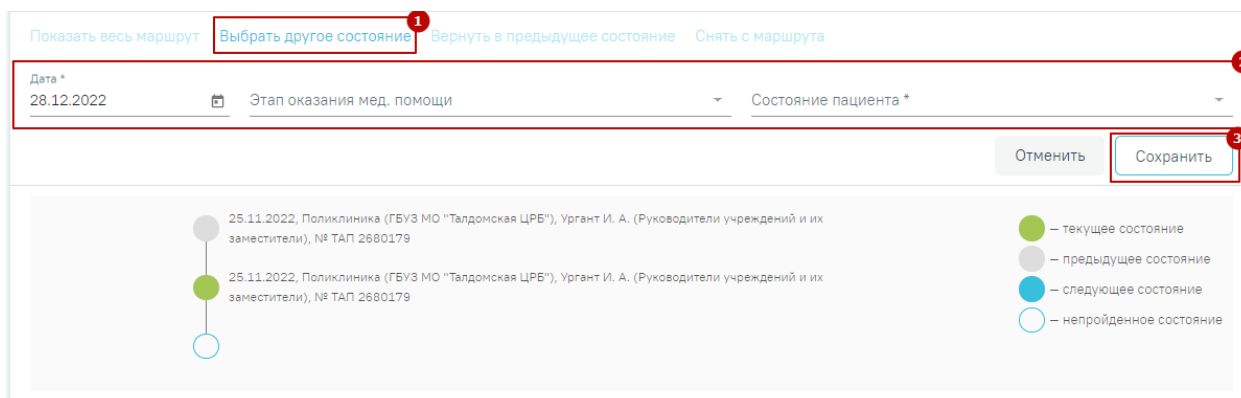 1
Показать весь маршрут Выбрать другое состояние Вернуть в предыдущее состояние Снять с маршрута
2
Дата *
28.12.2022 Этап оказания мед. помощи Состояние пациента *
3
Отменить Сохранить
25.11.2022, Поликлиника (ГБУЗ МО "Талдомская ЦРБ"), Ургант И. А. (Руководители учреждений и их
заместители), № ТАП 2680179
25.11.2022, Поликлиника (ГБУЗ МО "Талдомская ЦРБ"), Ургант И. А. (Руководители учреждений и их
заместители), № ТАП 2680179
– текущее состояние
– предыдущее состояние
– следующее состояние
– непройденное состояние